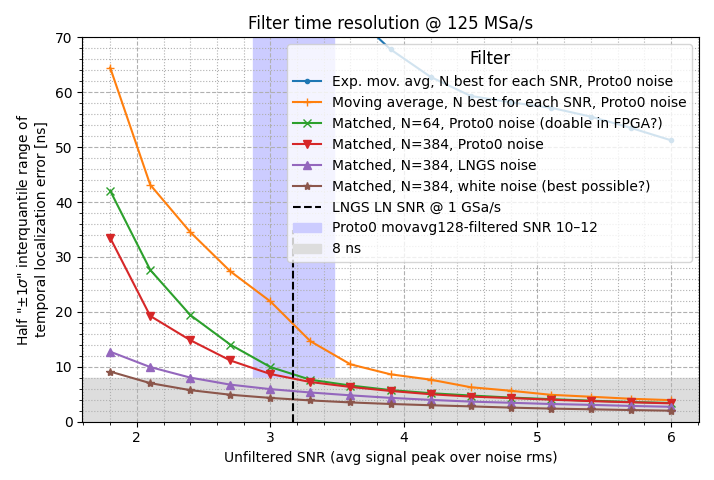 Filter time resolution @ 125 MSa/s
Half "±1σ" interquantile range of
temporal localization error [ns]
70
60
50
40
30
20
10
0
Filter
Exp. mov. avg, N best for each SNR, Proto0 noise
Moving average, N best for each SNR, Proto0 noise
Matched, N=64, Proto0 noise (doable in FPGA?)
Matched, N=384, Proto0 noise
Matched, N=384, LNGS noise
Matched, N=384, white noise (best possible?)
LNGS LN SNR @ 1 GSa/s
Proto0 movavg128-filtered SNR 10–12
8 ns
2 3 4 5 6
Unfiltered SNR (avg signal peak over noise rms)